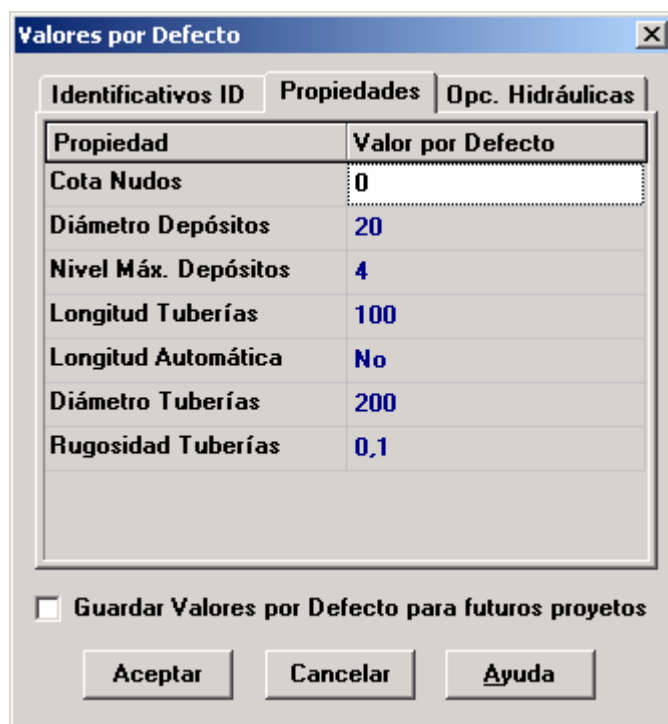 Valores por Defecto
Identificativos ID Propiedades Opc. Hidráulicas
Propiedad Valor por Defecto
Cota Nudos 0
Diámetro Depósitos 20
Nivel Máx. Depósitos 4
Longitud Tuberías 100
Longitud Automática No
Diámetro Tuberías 200
Rugosidad Tuberías 0,1
Guardar Valores por Defecto para futuros proyetos
Aceptar Cancelar Ayuda